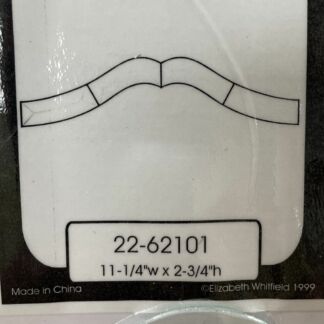 22-62101
11-1/4"w x 2-3/4"h
Made in China
©Elizabeth Whitfield 1999